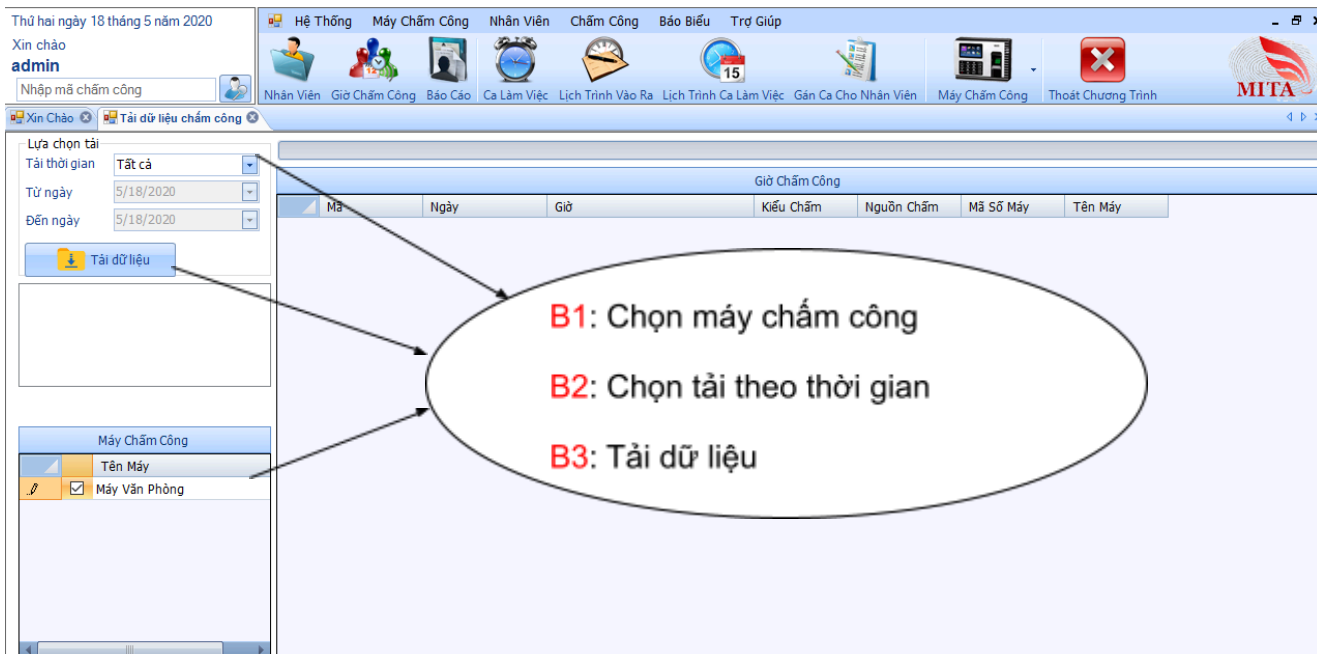 Thứ hai ngày 18 tháng 5 năm 2020
Xin chào
admin
Nhập mã chấm công
Hệ Thống Máy Chấm Công Nhân Viên Chấm Công Báo Biểu Trợ Giúp
12
15
Nhân Viên Giờ Chấm Công Báo Cáo Ca Làm Việc Lịch Trình Vào Ra Lịch Trình Ca Làm Việc Gán Ca Cho Nhân Viên Máy Chấm Công Thoát Chương Trình
MITA
Xin Chào Tải dữ liệu chấm công
Lựa chọn tải
Tải thời gian Tất cả
Từ ngày 5/18/2020
Đến ngày 5/18/2020
Tải dữ liệu
Giờ Chấm Công
Mã Ngày Giờ Kiểu Chấm Nguồn Chấm Mã Số Máy Tên Máy
B1: Chọn máy chấm công
B2: Chọn tải theo thời gian
B3: Tải dữ liệu
Máy Chấm Công
Tên Máy
Máy Văn Phòng